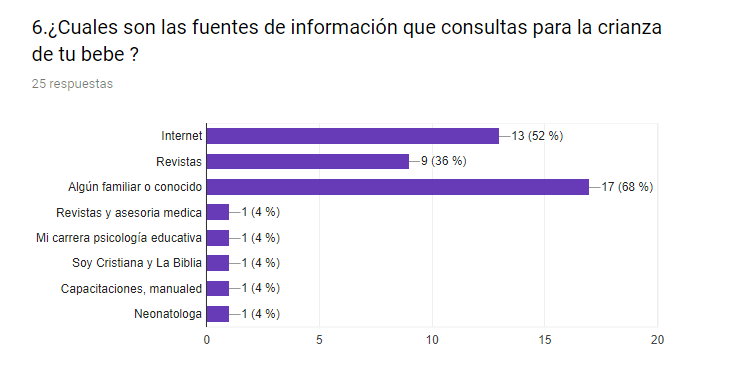 6.¿Cuales son las fuentes de información que consultas para la crianza
de tu bebe ?
25 respuestas
Internet 13 (52 %)
Revistas 9 (36 %)
Algún familiar o conocido 17 (68 %)
Revistas y asesoria medica 1 (4 %)
Mi carrera psicología educativa 1 (4 %)
Soy Cristiana y La Biblia 1 (4 %)
Capacitaciones, manualed 1 (4 %)
Neonatologa 1 (4 %)
0 5 10 15 20